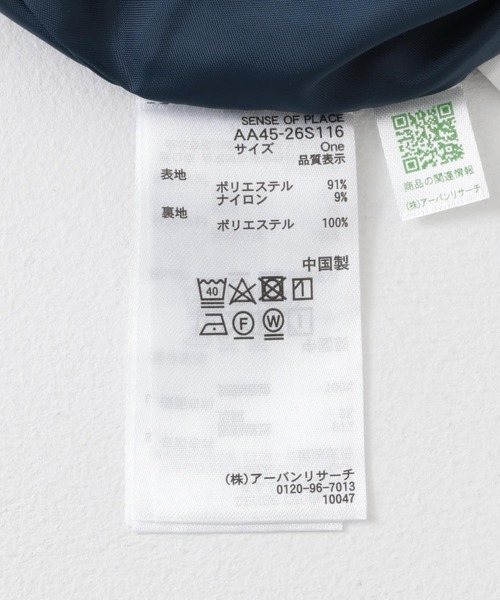 SENSE OF PLACE
AA45-26S116
サイズ One
品質表示
表地
ポリエステル 91%
ナイロン 9%
裏地
ポリエステル 100%
中国製
40
F W
(株)アーバンリサーチ
0120-96-7013
10047
商品の関連情報
(株)アーバンリサーチ